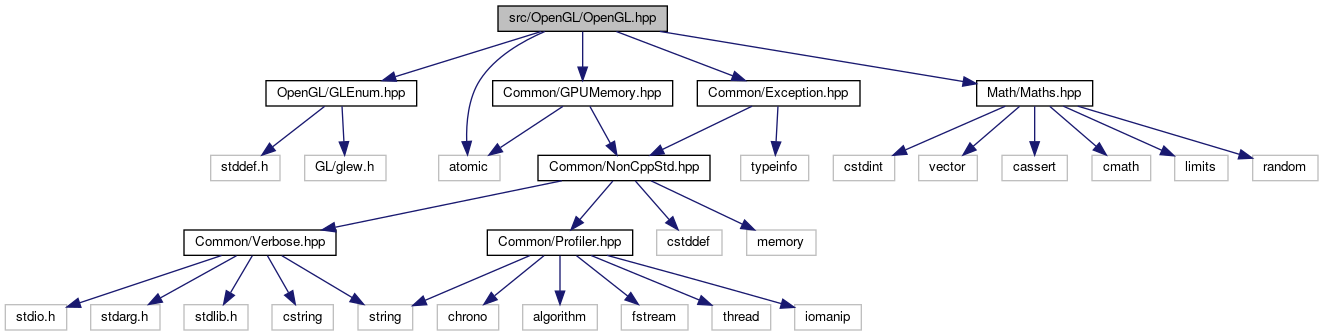 src/OpenGL/OpenGL.hpp
OpenGL/GLEnum.hpp
Common/GPUMemory.hpp
Common/Exception.hpp
Math/Maths.hpp
stddef.h
GL/glew.h
atomic
Common/NonCppStd.hpp
typeinfo
cstdint
vector
cassert
cmath
limits
random
Common/Verbose.hpp
Common/Profiler.hpp
cstddef
memory
stdio.h
stdarg.h
stdlib.h
cstring
string
chrono
algorithm
fstream
thread
iomanip